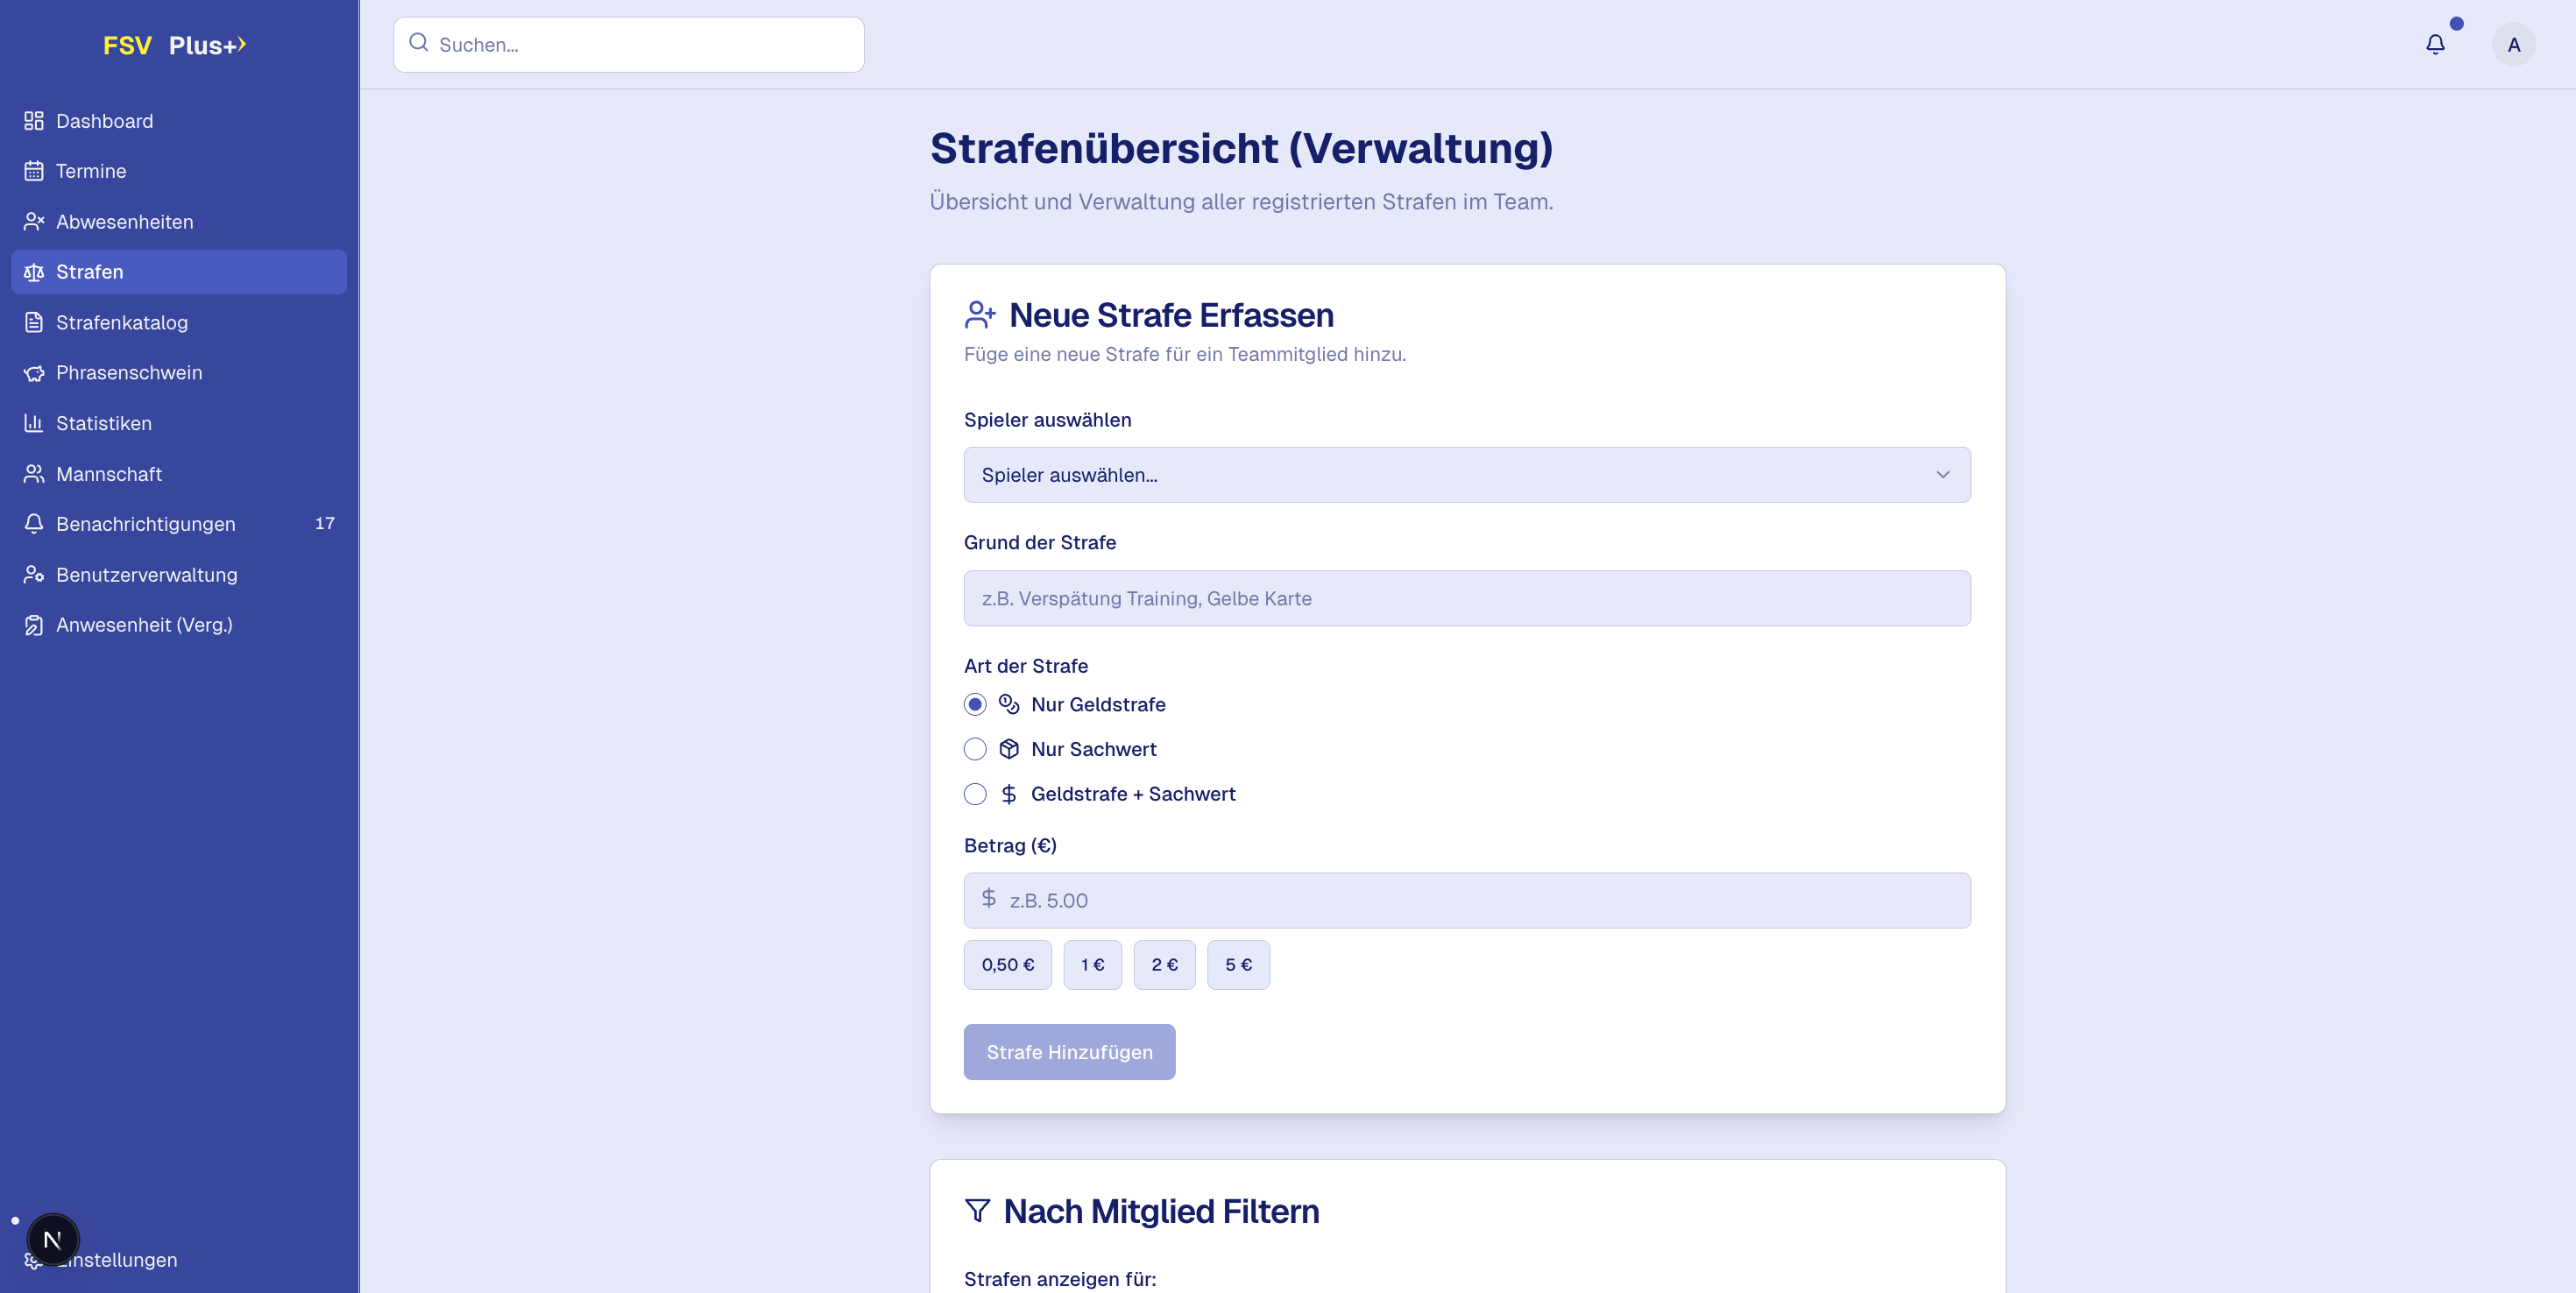 FSV Plus+
Suchen...
A
Dashboard
Termine
Abwesenheiten
Strafen
Strafenkatalog
Phrasenschwein
Statistiken
Mannschaft
Benachrichtigungen 17
Benutzerverwaltung
Anwesenheit (Verg.)
N
instellungen
Strafenübersicht (Verwaltung)
Übersicht und Verwaltung aller registrierten Strafen im Team.
Neue Strafe Erfassen
Füge eine neue Strafe für ein Teammitglied hinzu.
Spieler auswählen
Spieler auswählen...
Grund der Strafe
z.B. Verspätung Training, Gelbe Karte
Art der Strafe
Nur Geldstrafe
Nur Sachwert
$ Geldstrafe + Sachwert
Betrag (€)
$ z.B. 5.00
0,50 € 1 € 2 € 5 €
Strafe Hinzufügen
Nach Mitglied Filtern
Strafen anzeigen für: